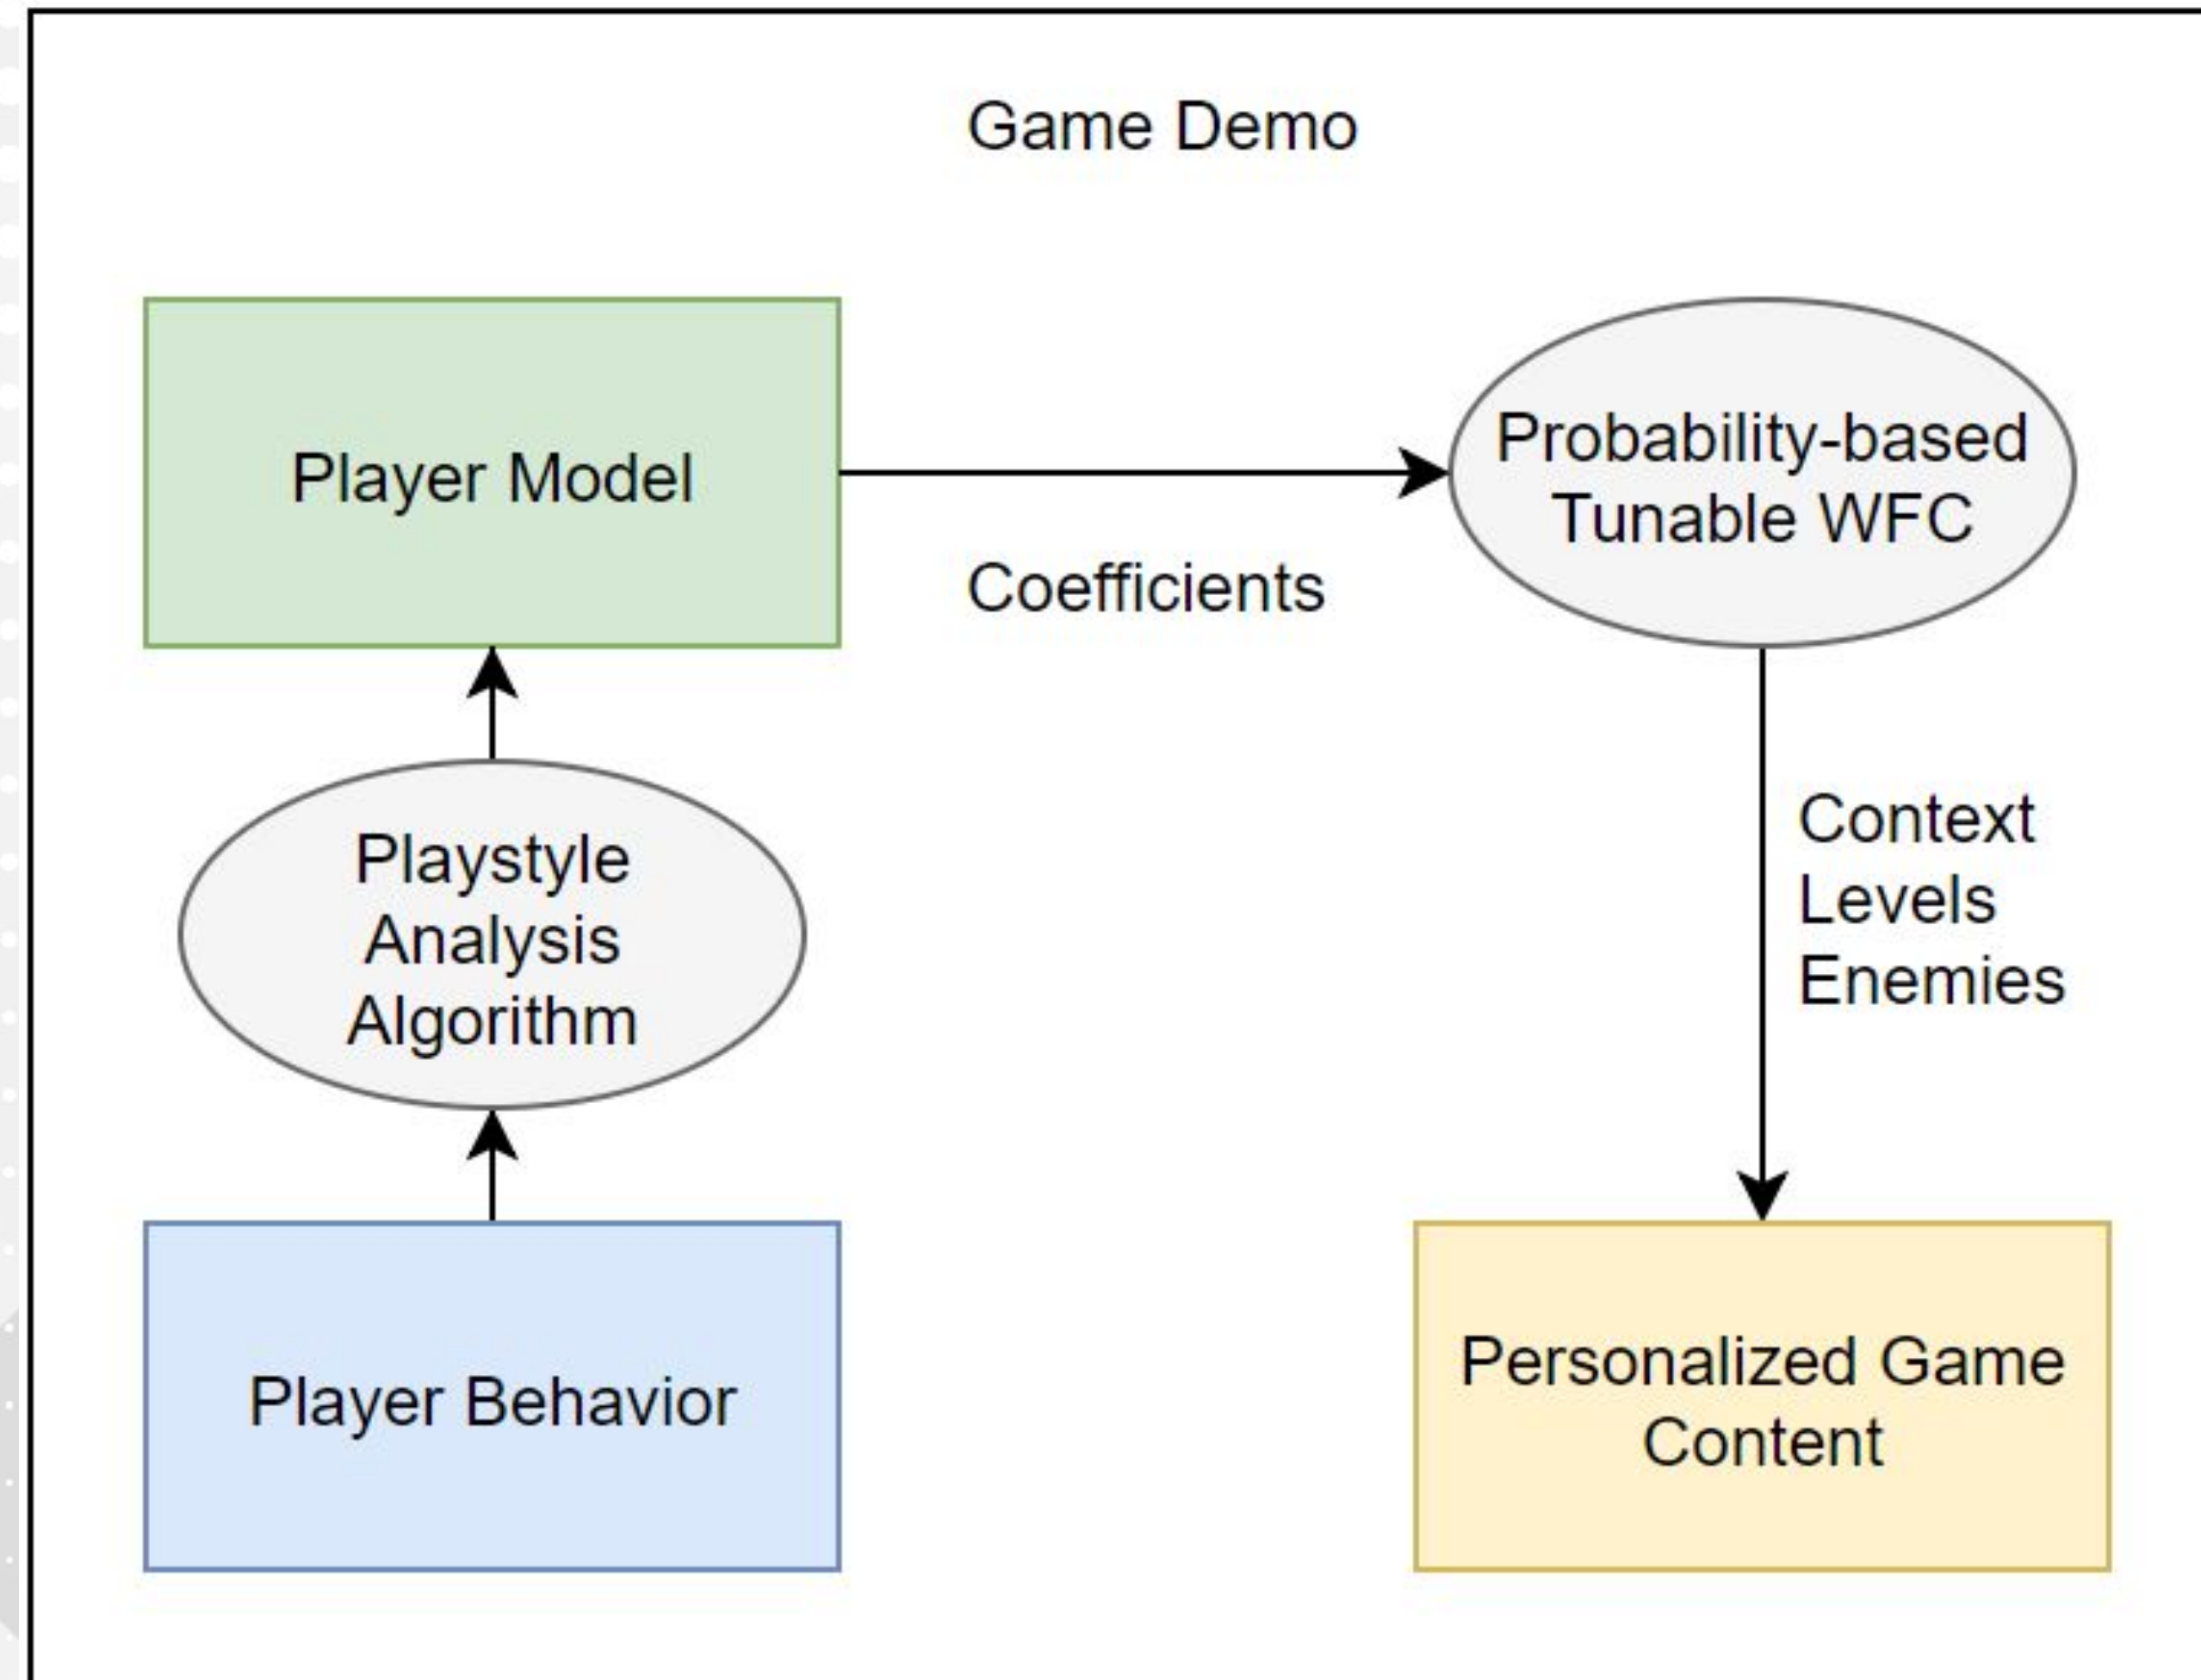 Game Demo
Player Model
Probability-based
Tunable WFC
Coefficients
Playstyle
Analysis
Algorithm
Context
Levels
Enemies
Player Behavior
Personalized Game
Content